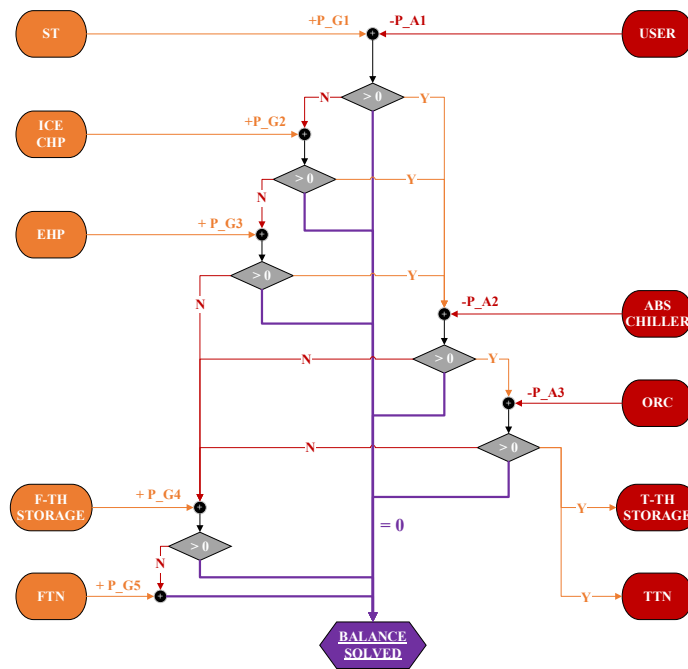 +P_G1
-P_A1
ST
USER
> 0
N
Y
ICE
CHP
+P_G2
> 0
Y
N
EHP
+ P_G3
> 0
N
Y
-P_A2
ABS
CHILLER
> 0
N
Y
-P_A3
ORC
> 0
N
F-TH
STORAGE
+ P_G4
Y
T-TH
STORAGE
= 0
> 0
N
FTN
+ P_G5
Y
TTN
BALANCE
SOLVED